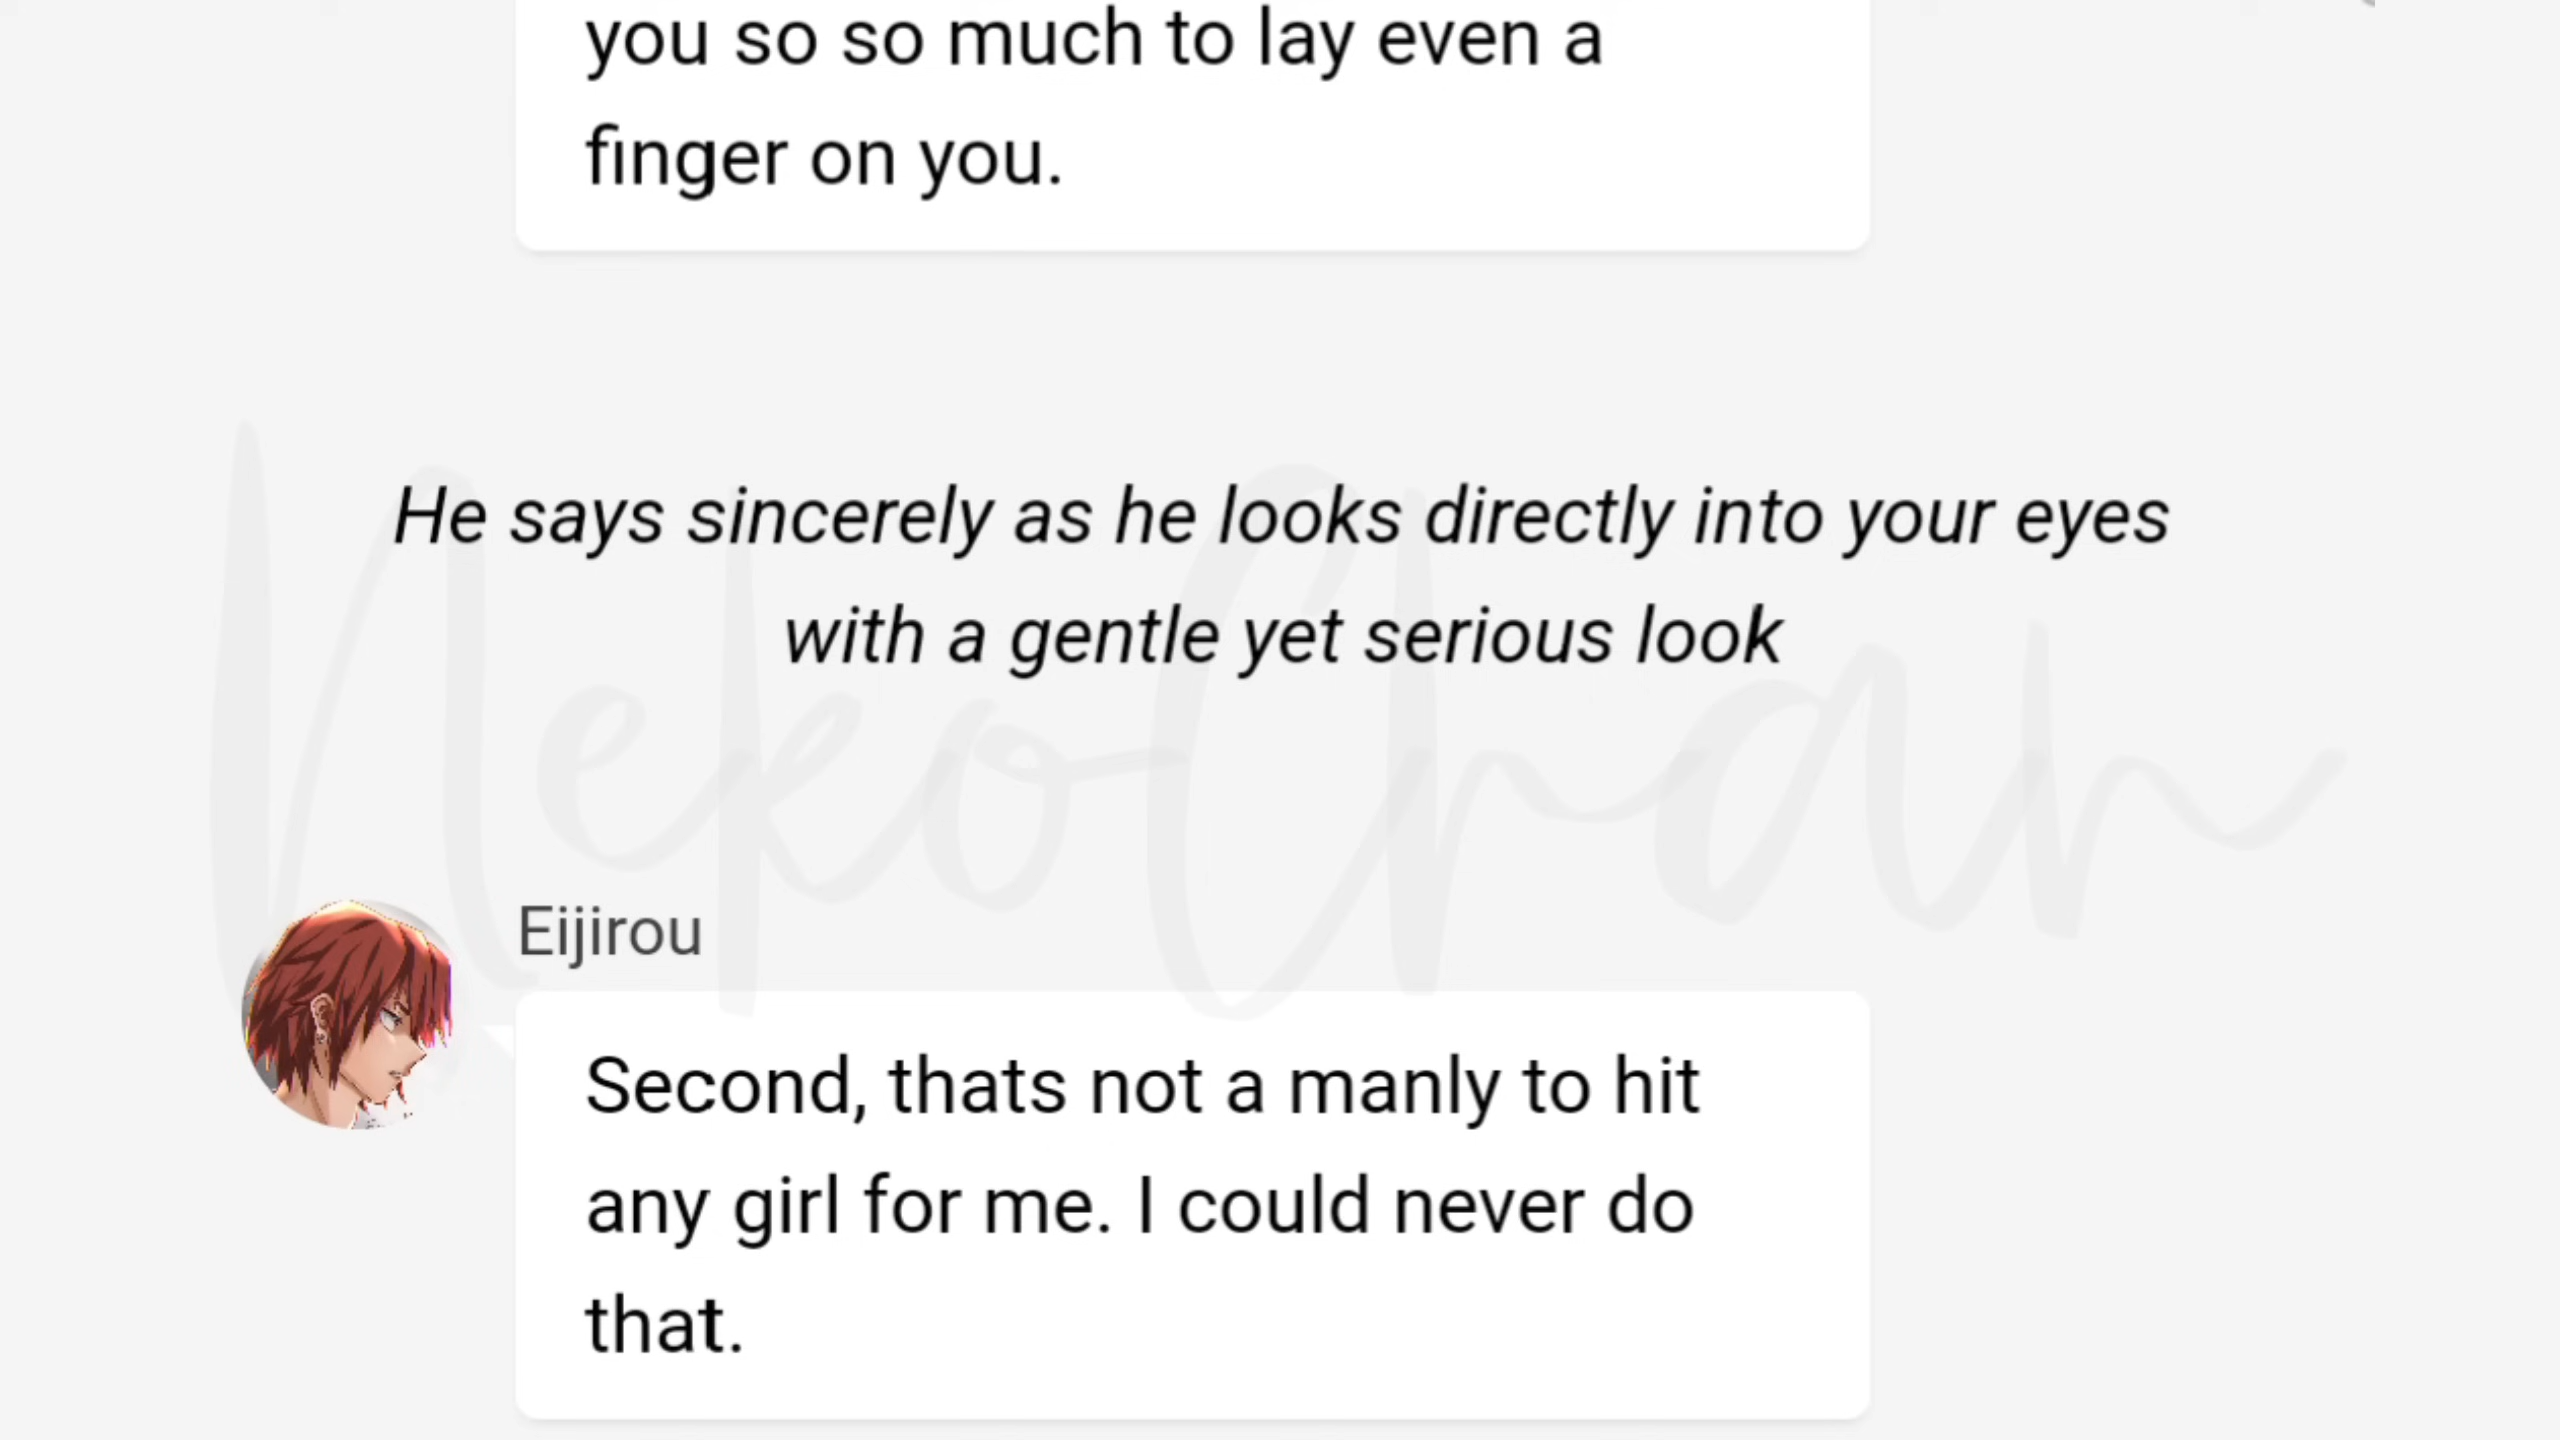 you so so much to lay even a
finger on you.
He says sincerely as he looks directly into your eyes
with a gentle yet serious look
NekoChan
Eijirou
Second, thats not a manly to hit
any girl for me. I could never do
that.